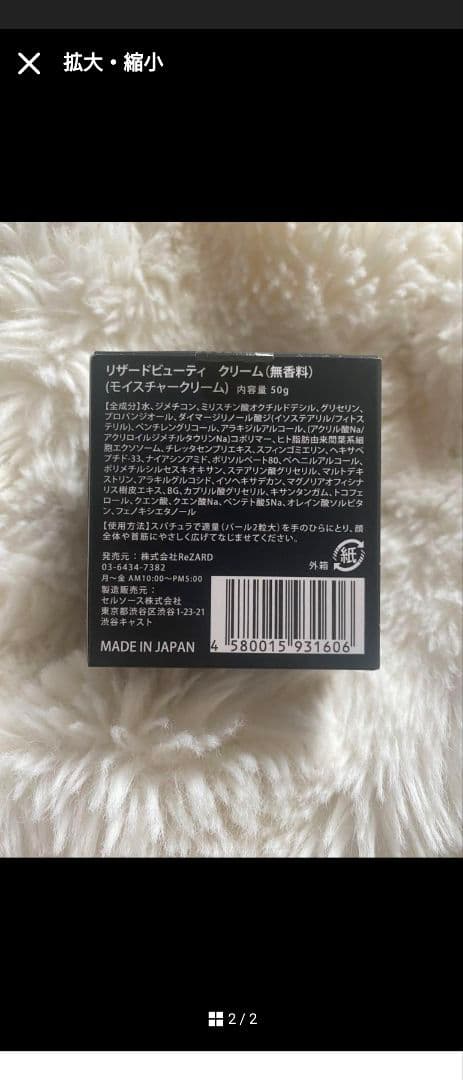 拡大・縮小
リザードビューティ クリーム(無香料)
(モイスチャークリーム) 内容量 50g
【全成分】水、ジメチコン、ミリスチン酸オクチルドデシル、グリセリン、
プロパンジオール、ダイマージリノール酸ジ(イソステアリル/フィトス
テリル)、ペンチレングリコール、アラキジルアルコール、(アクリル酸Na/
アクリロイルジメチルタウリンNa)コポリマー、ヒト脂肪由来間葉系細
胞エクソソーム、チレッタセンブリエキス、スフィンゴミエリン、ヘキサペ
プチド-33、ナイアシンアミド、ポリソルベート80、ベヘニルアルコール、
ポリメチルシルセスキオキサン、ステアリン酸グリセリル、マルトデキ
ストリン、アラキルグルコシド、イソヘキサデカン、マグノリアオフィシナ
リス樹皮エキス、BG、カプリル酸グリセリル、キサンタンガム、トコフェ
ロール、クエン酸、クエン酸Na、ペンテト酸5Na、オレイン酸ソルビタ
ン、フェノキシエタノール
【使用方法】スパチュラで適量(パール2粒大)を手のひらにとり、顔
全体や首筋にやさしく広げてなじませてください。
発売元:株式会社ReZARD
03-6434-7382
月〜金 AM10:00〜PM5:00
製造販売元:
セルソース株式会社
東京都渋谷区渋谷1-23-21
渋谷キャスト
外箱 紙
MADE IN JAPAN
4 580015 931606
2 / 2